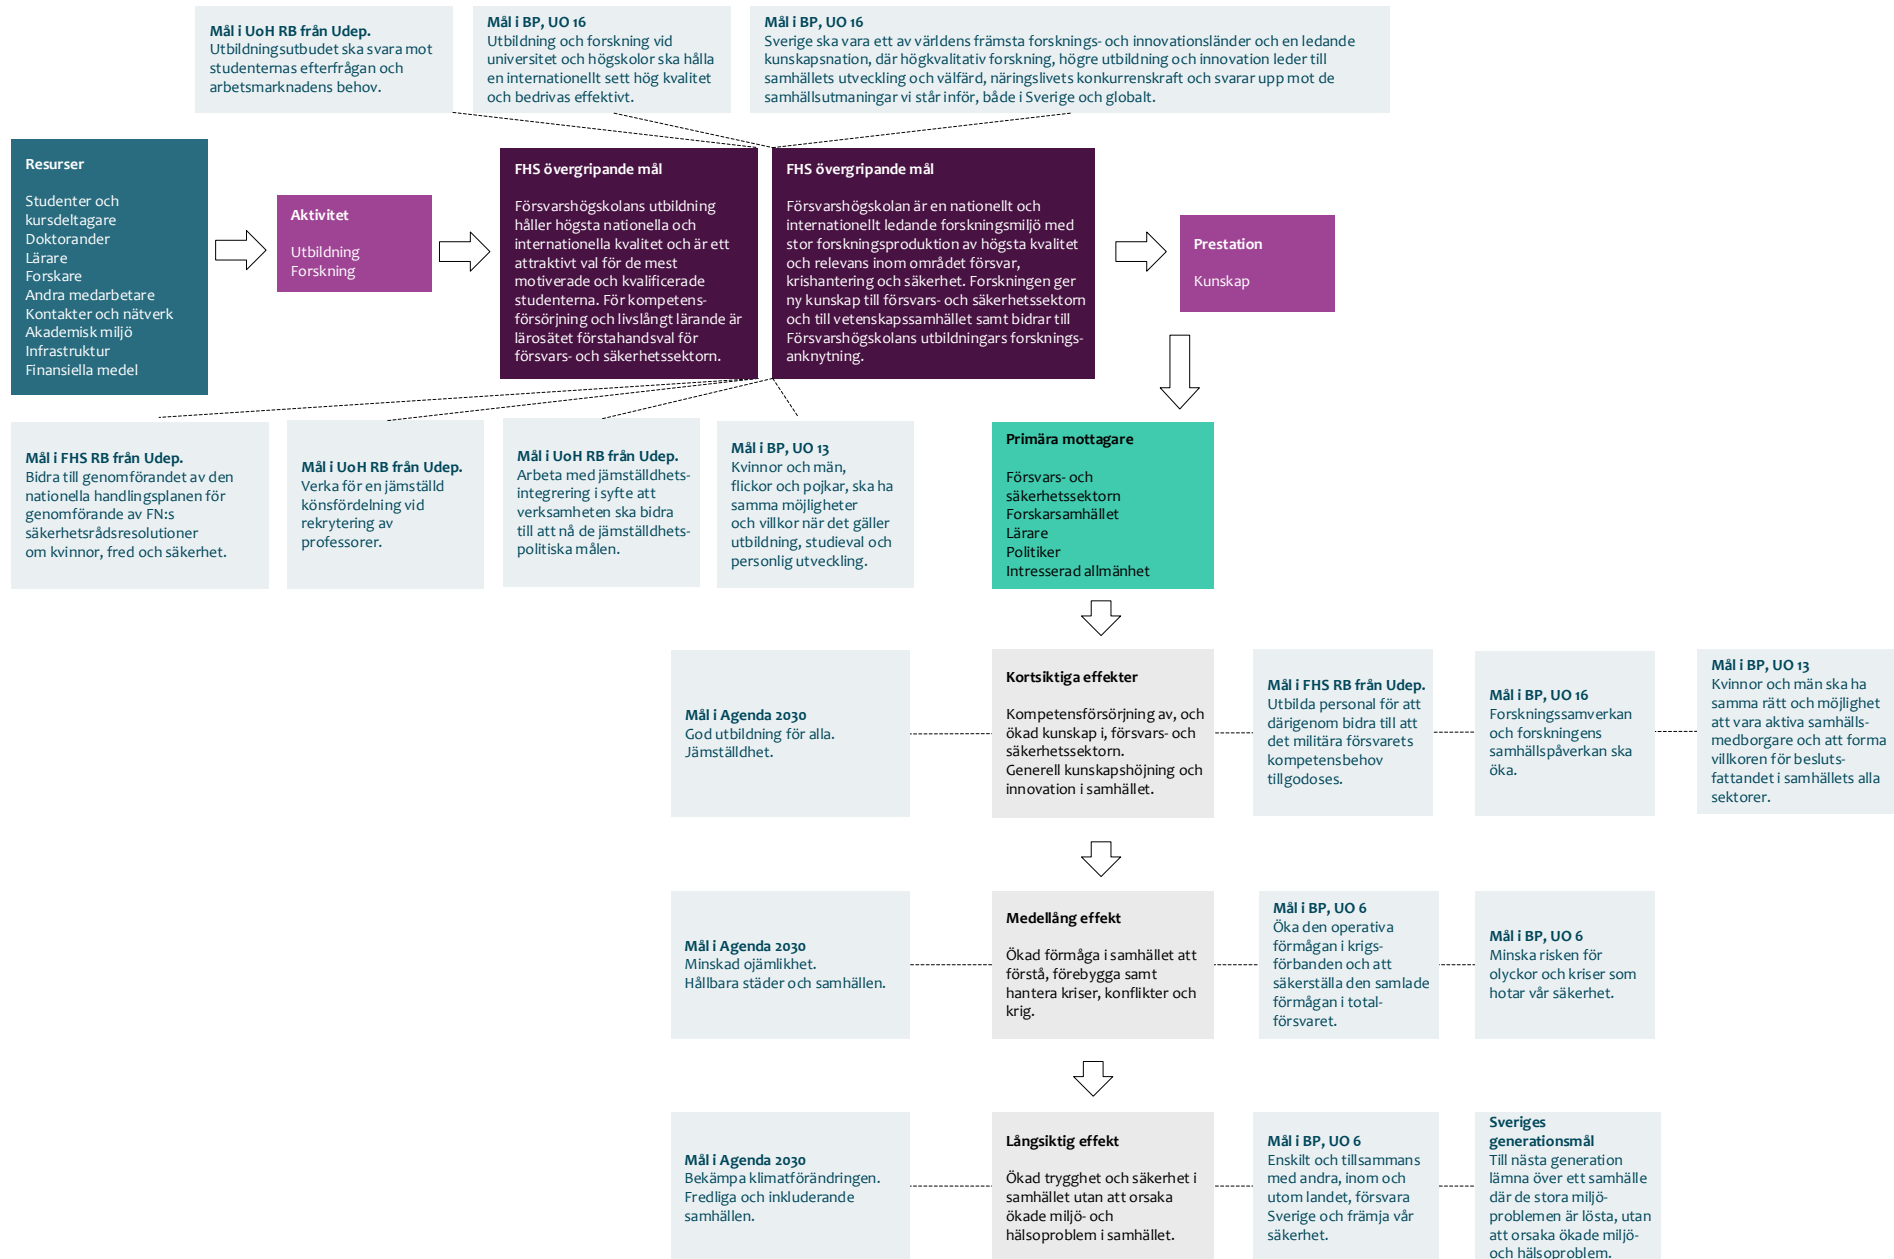 Mål i UoH RB från Udep.
Utbildningsutbudet ska svara mot
studenternas efterfrågan och
arbetsmarknadens behov.
Mål i BP, UO 16
Utbildning och forskning vid
universitet och högskolor ska hålla
en internationellt sett hög kvalitet
och bedrivas effektivt.
Mål i BP, UO 16
Sverige ska vara ett av världens främsta forsknings- och innovationsländer och en ledande
kunskapsnation, där högkvalitativ forskning, högre utbildning och innovation leder till
samhällets utveckling och välfärd, näringslivets konkurrenskraft och svarar upp mot de
samhällsutmaningar vi står inför, både i Sverige och globalt.
Resurser
Studenter och
kursdeltagare
Doktorander
Lärare
Forskare
Andra medarbetare
Kontakter och nätverk
Akademisk miljö
Infrastruktur
Finansiella medel
Aktivitet
Utbildning
Forskning
FHS övergripande mål
Försvarshögskolans utbildning
håller högsta nationella och
internationella kvalitet och är ett
attraktivt val för de mest
motiverade och kvalificerade
studenterna. För kompetens-
försörjning och livslångt lärande är
lärosätet förstahandsval för
försvars- och säkerhetssektorn.
FHS övergripande mål
Försvarshögskolan är en nationellt och
internationellt ledande forskningsmiljö med
stor forskningsproduktion av högsta kvalitet
och relevans inom området försvar,
krishantering och säkerhet. Forskningen ger
ny kunskap till försvars- och säkerhetssektorn
och till vetenskapssamhället samt bidrar till
Försvarshögskolans utbildningars forsknings-
anknytning.
Prestation
Kunskap
Mål i FHS RB från Udep.
Bidra till genomförandet av den
nationella handlingsplanen för
genomförande av FN:s
säkerhetsrådsresolutioner
om kvinnor, fred och säkerhet.
Mål i UoH RB från Udep.
Verka för en jämställd
könsfördelning vid
rekrytering av
professorer.
Mål i UoH RB från Udep.
Arbeta med jämställdhets-
integrering i syfte att
verksamheten ska bidra
till att nå de jämställdhets-
politiska målen.
Mål i BP, UO 13
Kvinnor och män,
flickor och pojkar, ska ha
samma möjligheter
och villkor när det gäller
utbildning, studieval och
personlig utveckling.
Primära mottagare
Försvars- och
säkerhetssektorn
Forskarsamhället
Lärare
Politiker
Intresserad allmänhet
Mål i Agenda 2030
God utbildning för alla.
Jämställdhet.
Kortsiktiga effekter
Kompetensförsörjning av, och
ökad kunskap i, försvars- och
säkerhetssektorn.
Generell kunskapshöjning och
innovation i samhället.
Mål i FHS RB från Udep.
Utbilda personal för att
därigenom bidra till att
det militära försvarets
kompetensbehov
tillgodoses.
Mål i BP, UO 16
Forskningssamverkan
och forskningens
samhällspåverkan ska
öka.
Mål i BP, UO 13
Kvinnor och män ska ha
samma rätt och möjlighet
att vara aktiva samhälls-
medborgare och att forma
villkoren för besluts-
fattandet i samhällets alla
sektorer.
Mål i Agenda 2030
Minskad ojämlikhet.
Hållbara städer och samhällen.
Medellång effekt
Ökad förmåga i samhället att
förstå, förebygga samt
hantera kriser, konflikter och
krig.
Mål i BP, UO 6
Öka den operativa
förmågan i krigs-
förbanden och att
säkerställa den samlade
förmågan i total-
försvaret.
Mål i BP, UO 6
Minska risken för
olyckor och kriser som
hotar vår säkerhet.
Mål i Agenda 2030
Bekämpa klimatförändringen.
Fredliga och inkluderande
samhällen.
Långsiktig effekt
Ökad trygghet och säkerhet i
samhället utan att orsaka
ökade miljö- och
hälsoproblem i samhället.
Mål i BP, UO 6
Enskilt och tillsammans
med andra, inom och
utom landet, försvara
Sverige och främja vår
säkerhet.
Sveriges
generationsmål
Till nästa generation
lämna över ett samhälle
där de stora miljö-
problemen är lösta, utan
att orsaka ökade miljö-
och hälsoproblem.